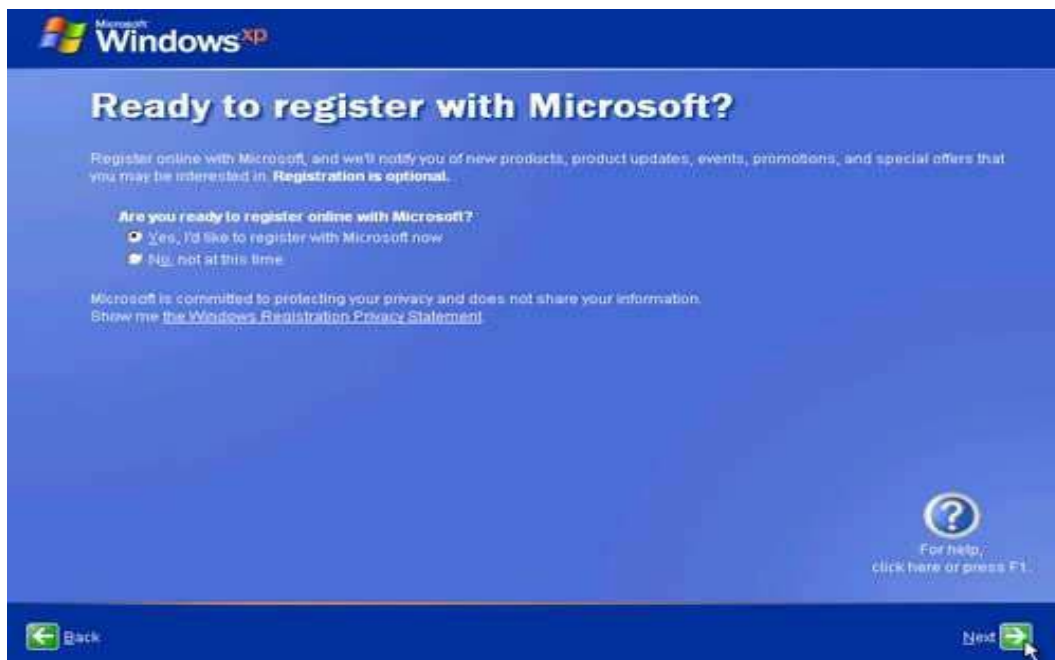 Microsoft
Windows xp
Ready to register with Microsoft?
Register online with Microsoft, and we'll notify you of new products, product updates, events, promotions, and special offers that
you may be interested in. Registration is optional.
Are you ready to register online with Microsoft?
Yes, I'd like to register with Microsoft now
No, not at this time
Microsoft is committed to protecting your privacy and does not share your information.
Show me the Windows Registration Privacy Statement
?
For help,
click here or press F1.
Back
Next